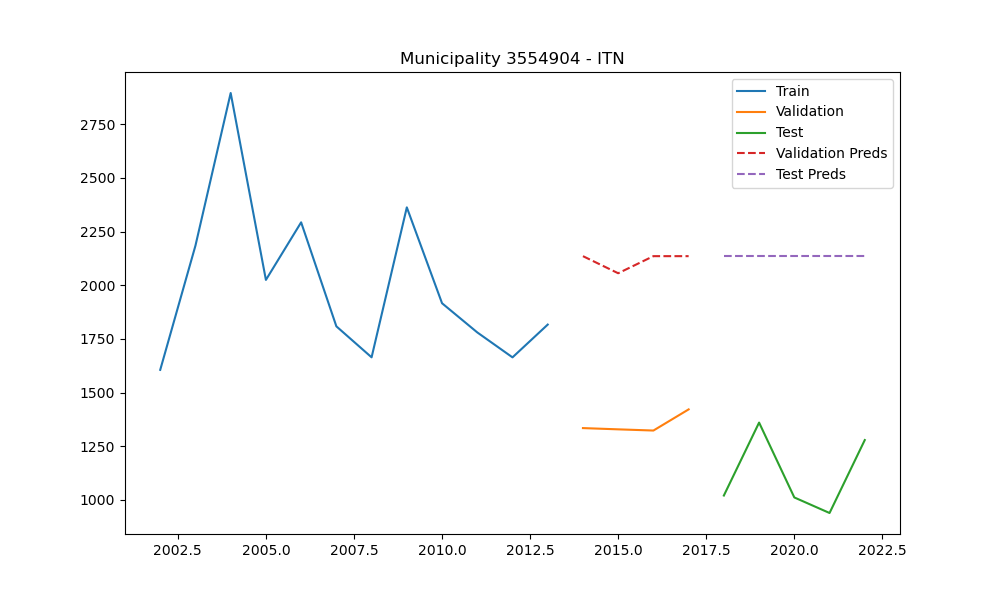 Municipality 3554904 - ITN
Train
Validation
Test
Validation Preds
Test Preds
2750
2500
2250
2000
1750
1500
1250
1000
2002.5 2005.0 2007.5 2010.0 2012.5 2015.0 2017.5 2020.0 2022.5